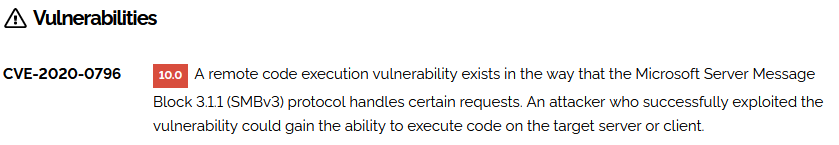 Vulnerabilities
CVE-2020-0796
10.0 A remote code execution vulnerability exists in the way that the Microsoft Server Message
Block 3.1.1 (SMBv3) protocol handles certain requests. An attacker who successfully exploited the
vulnerability could gain the ability to execute code on the target server or client.